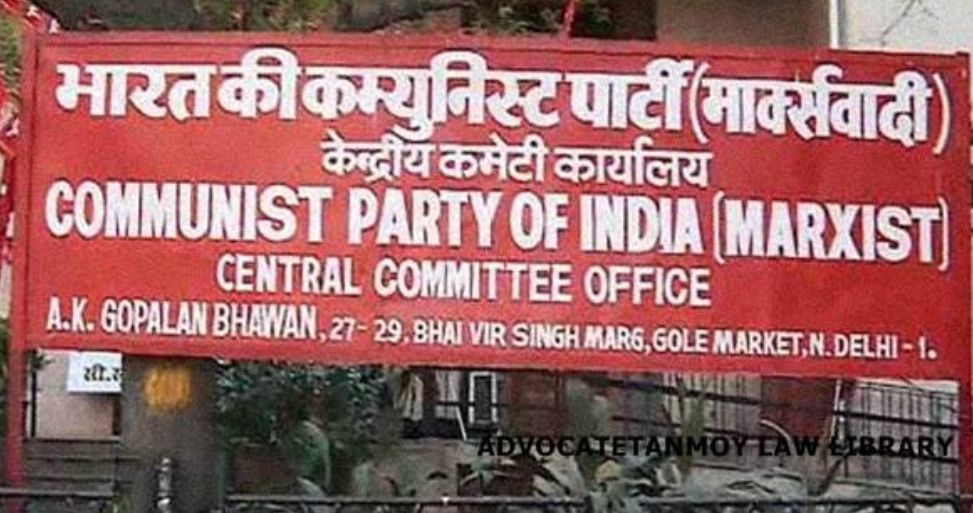 भारत की कम्युनिस्ट पार्टी (मार्क्सवादी)
केन्द्रीय कमेटी कार्यालय
COMMUNIST PARTY OF INDIA (MARXIST)
CENTRAL COMMITTEE OFFICE
A.K. GOPALAN BHAWAN, 27-29, BHAI VIR SINGH MARG, GOLE MARKET, N. DELHI-1.
ADVOCATETANMOY LAW LIBRARY